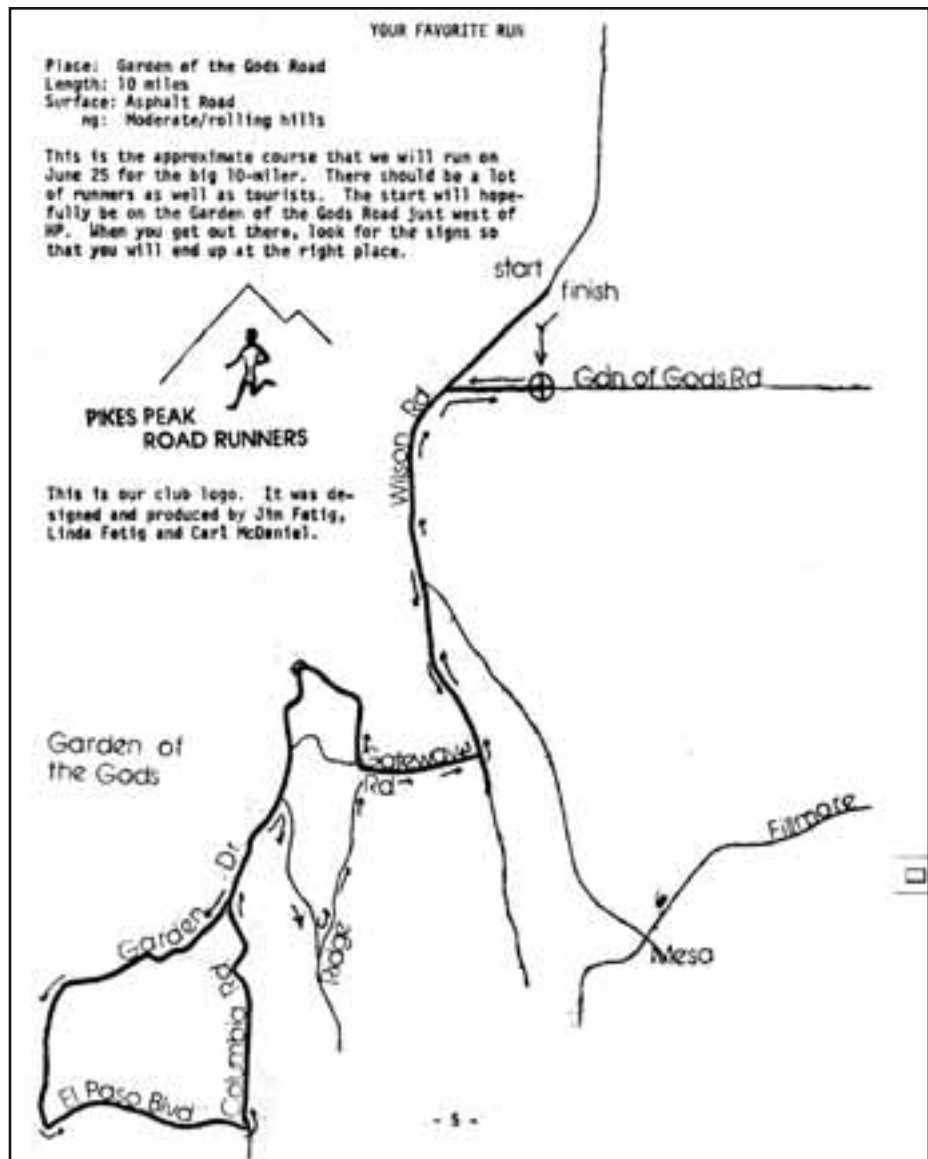 YOUR FAVORITE RUN
Place: Garden of the Gods Road
Length: 10 miles
Surface: Asphalt Road
ng: Moderate/rolling hills
This is the approximate course that we will run on
June 25 for the big 10-miler. There should be a lot
of runners as well as tourists. The start will hope-
fully be on the Garden of the Gods Road just west of
HP. When you get out there, look for the signs so
that you will end up at the right place.
start
finish
Gdn of Gods Rd
PIKES PEAK
ROAD RUNNERS
Wilson Rd
This is our club logo. It was de-
signed and produced by Jim Fetig,
Linda Fetig and Carl McDaniel.
Garden of
the Gods
Gateway
Rd
Fillmore
Garden Dr
Ridge
Mesa
Columbia Rd
El Paso Blvd
- 5 -